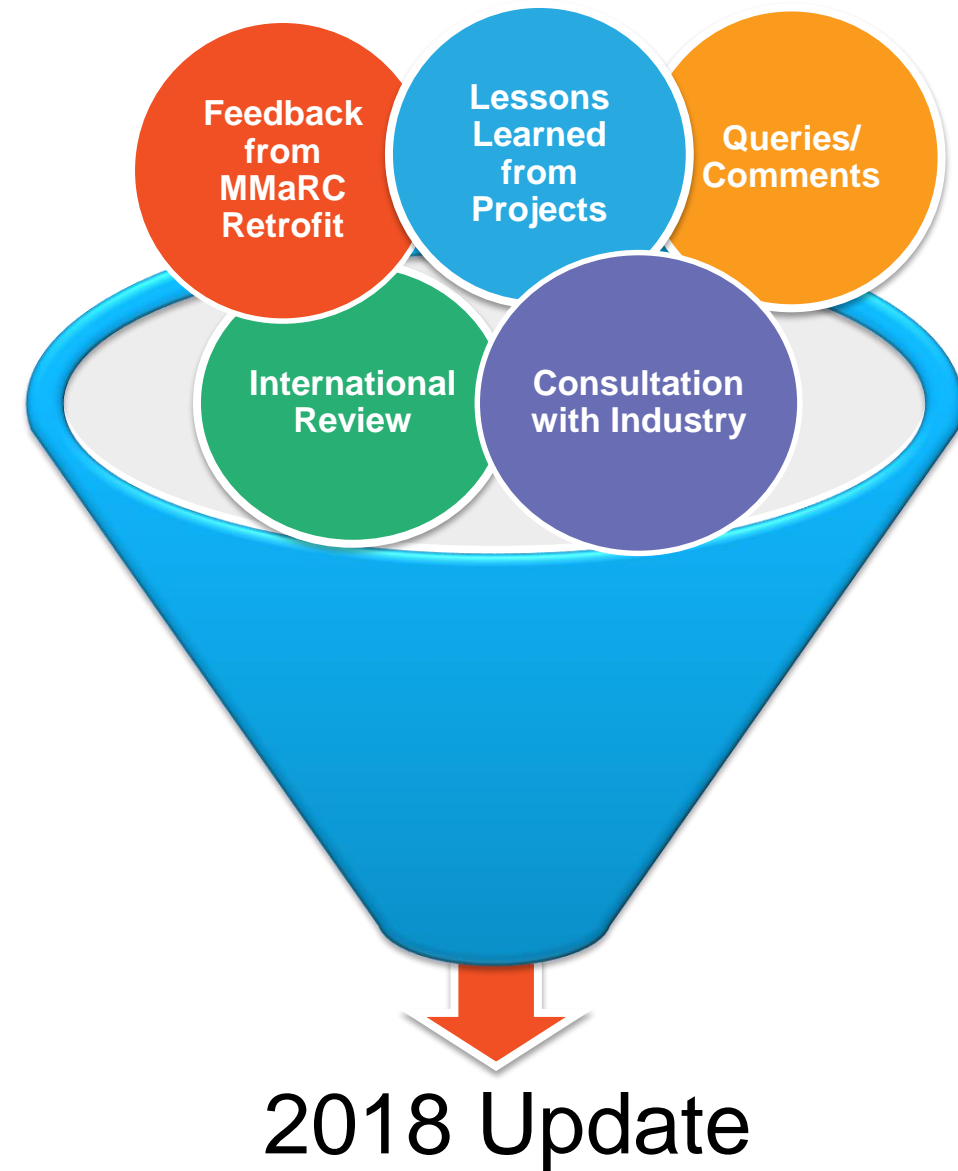 Feedback
from
MMaRC
Retrofit
Lessons
Learned
from
Projects
Queries/
Comments
International
Review
Consultation
with Industry
2018 Update